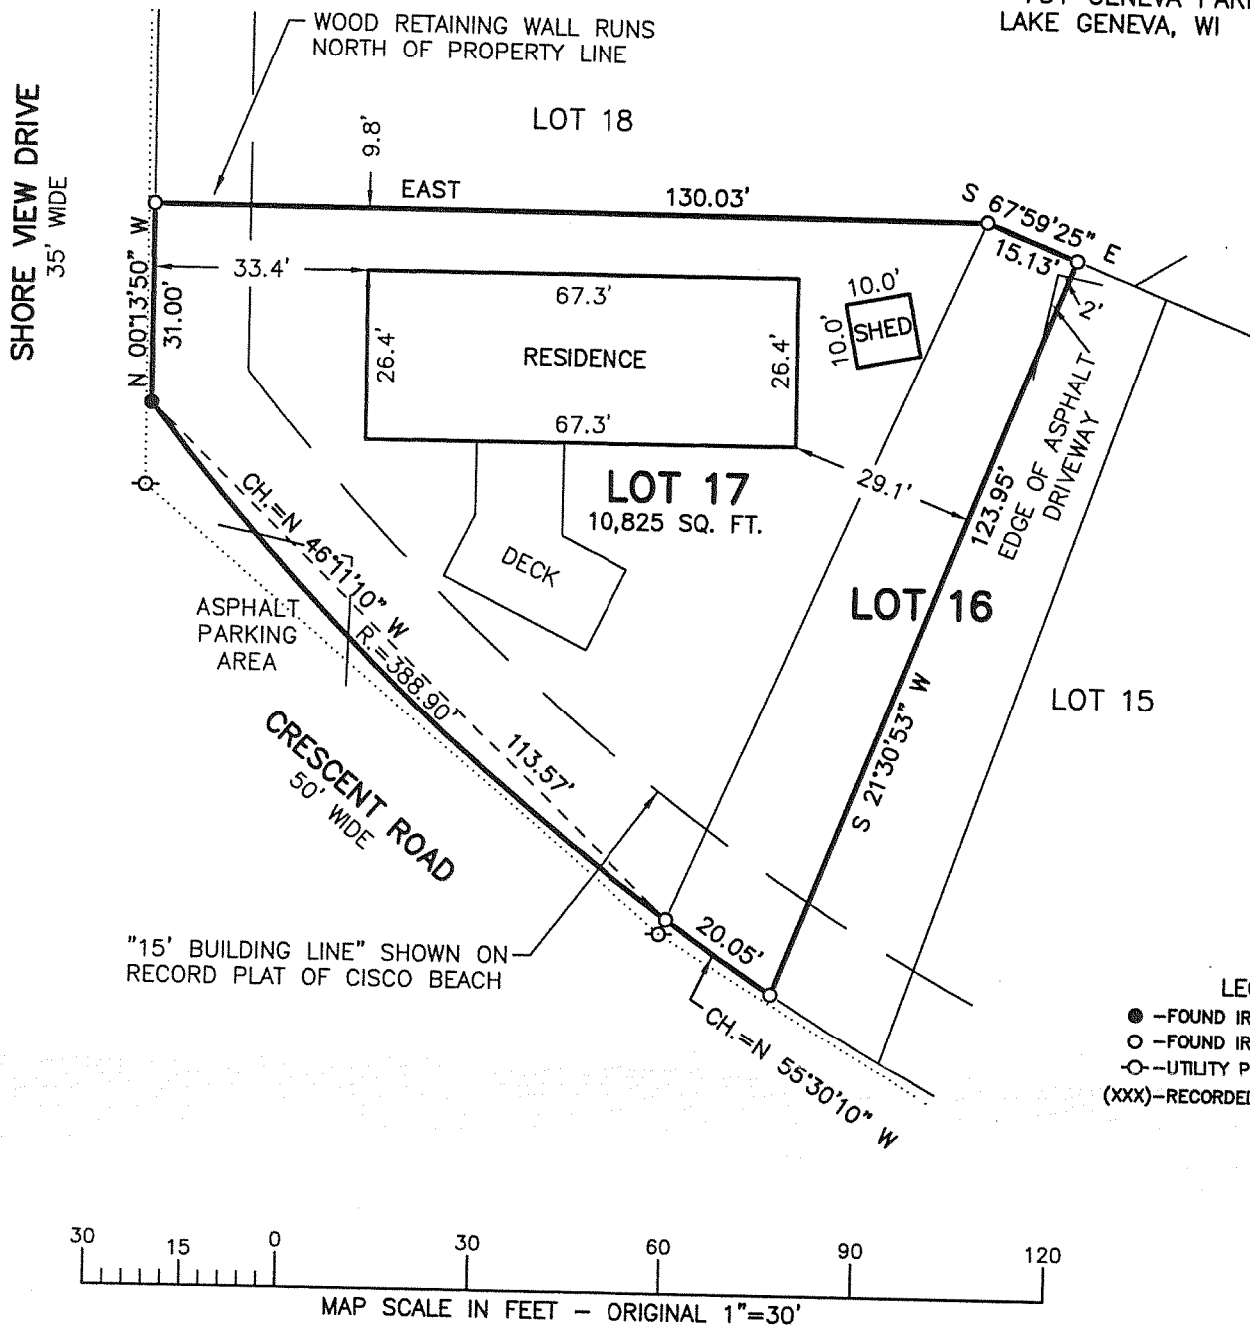 LAKE GENEVA, WI
WOOD RETAINING WALL RUNS
NORTH OF PROPERTY LINE
SHORE VIEW DRIVE
35' WIDE
LOT 18
9.8'
EAST
130.03'
S 67°59'25" E
15.13'
N 00°13'50" W
31.00'
33.4'
67.3'
26.4'
RESIDENCE
26.4'
67.3'
10.0'
10.0'
SHED
2'
EDGE OF ASPHALT
DRIVEWAY
29.1'
123.95'
LOT 17
10,825 SQ. FT.
DECK
CH.=N 46°11'10" W
R.=388.90'
113.57'
ASPHALT
PARKING
AREA
LOT 16
LOT 15
S 21°30'53" W
CRESCENT ROAD
50' WIDE
"15' BUILDING LINE" SHOWN ON
RECORD PLAT OF CISCO BEACH
20.05'
CH.=N 55°30'10" W
-FOUND IR
-FOUND IR
-UTILITY P
(XXX)-RECORDED
30 15 0 30 60 90 120
MAP SCALE IN FEET - ORIGINAL 1"=30'